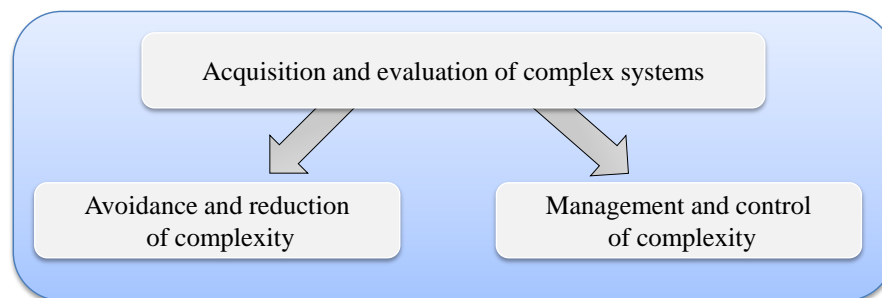 Acquisition and evaluation of complex systems
Avoidance and reduction
of complexity
Management and control
of complexity